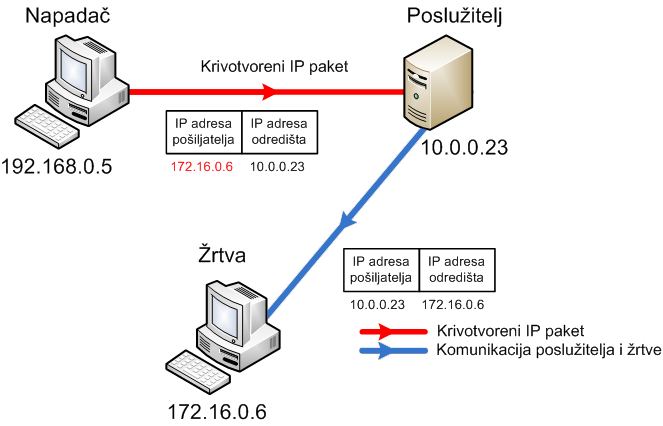 Napadač
Poslužitelj
Krivotvoreni IP paket
IP adresa pošiljatelja
IP adresa odredišta
172.16.0.6
10.0.0.23
192.168.0.5
10.0.0.23
Žrtva
IP adresa pošiljatelja
IP adresa odredišta
10.0.0.23
172.16.0.6
Krivotvoreni IP paket
Komunikacija poslužitelja i žrtve
172.16.0.6